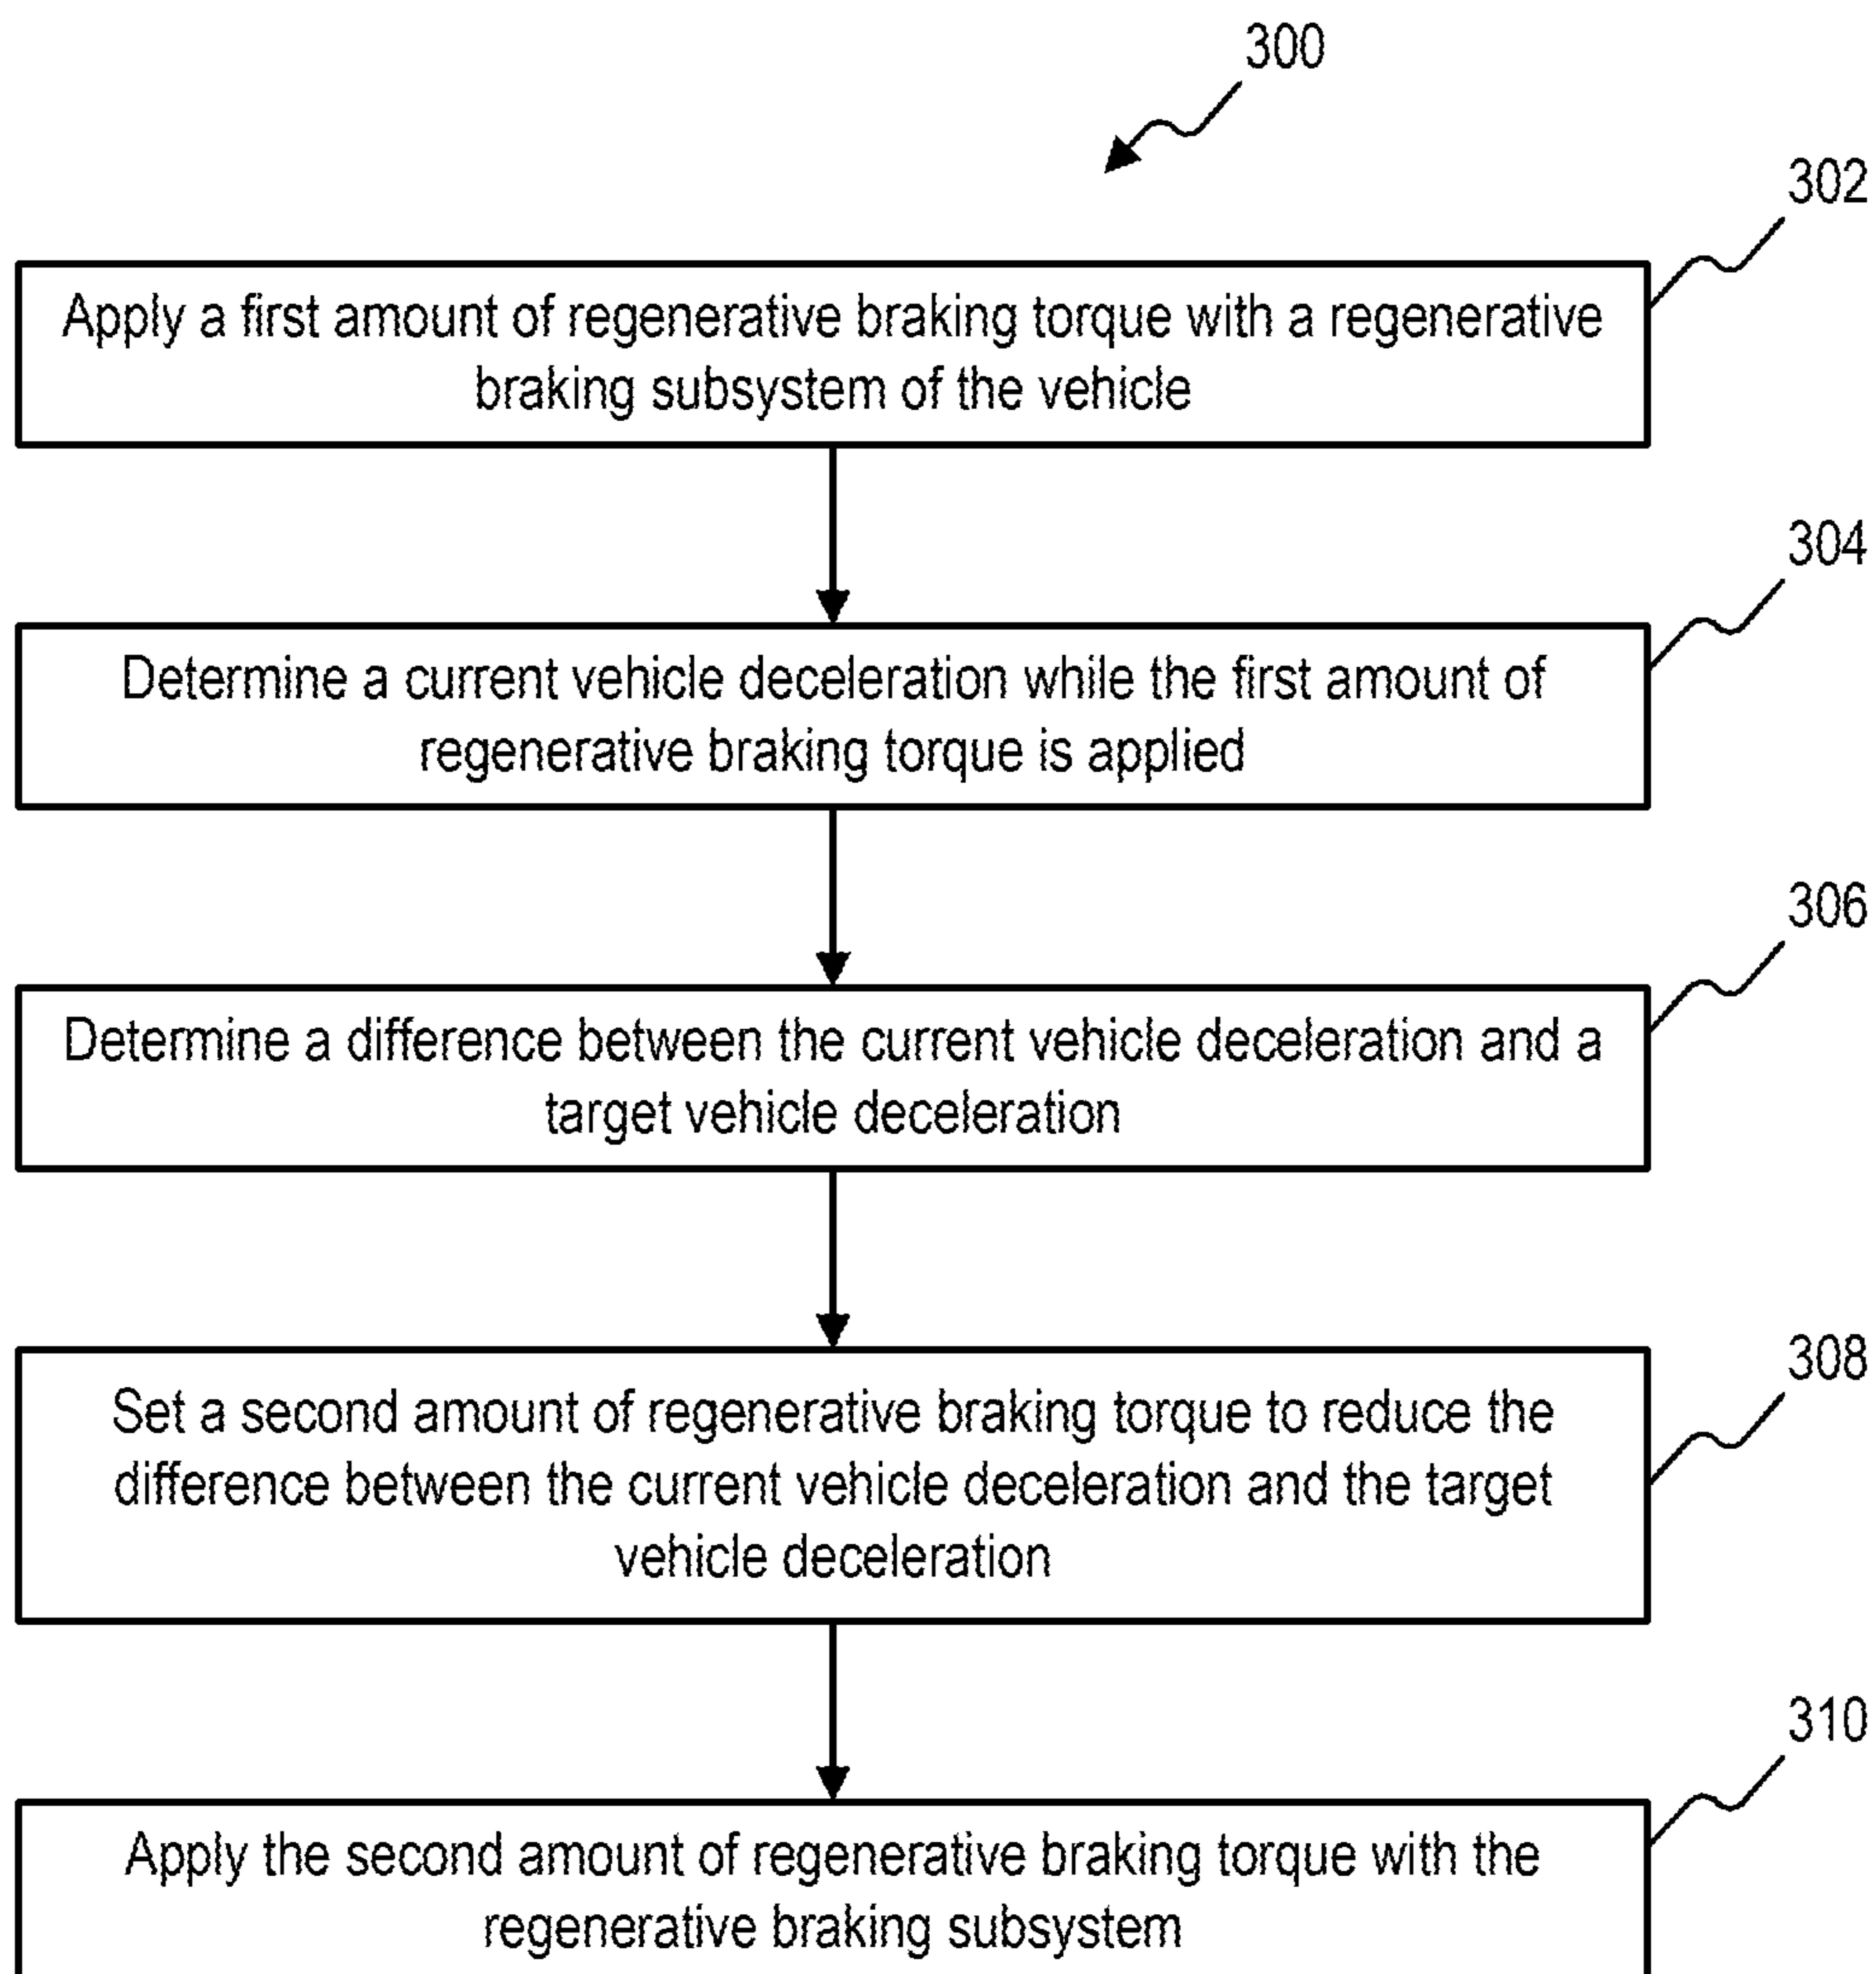 300
302
Apply a first amount of regenerative braking torque with a regenerative
braking subsystem of the vehicle
304
Determine a current vehicle deceleration while the first amount of
regenerative braking torque is applied
306
Determine a difference between the current vehicle deceleration and a
target vehicle deceleration
308
Set a second amount of regenerative braking torque to reduce the
difference between the current vehicle deceleration and the target
vehicle deceleration
310
Apply the second amount of regenerative braking torque with the
regenerative braking subsystem